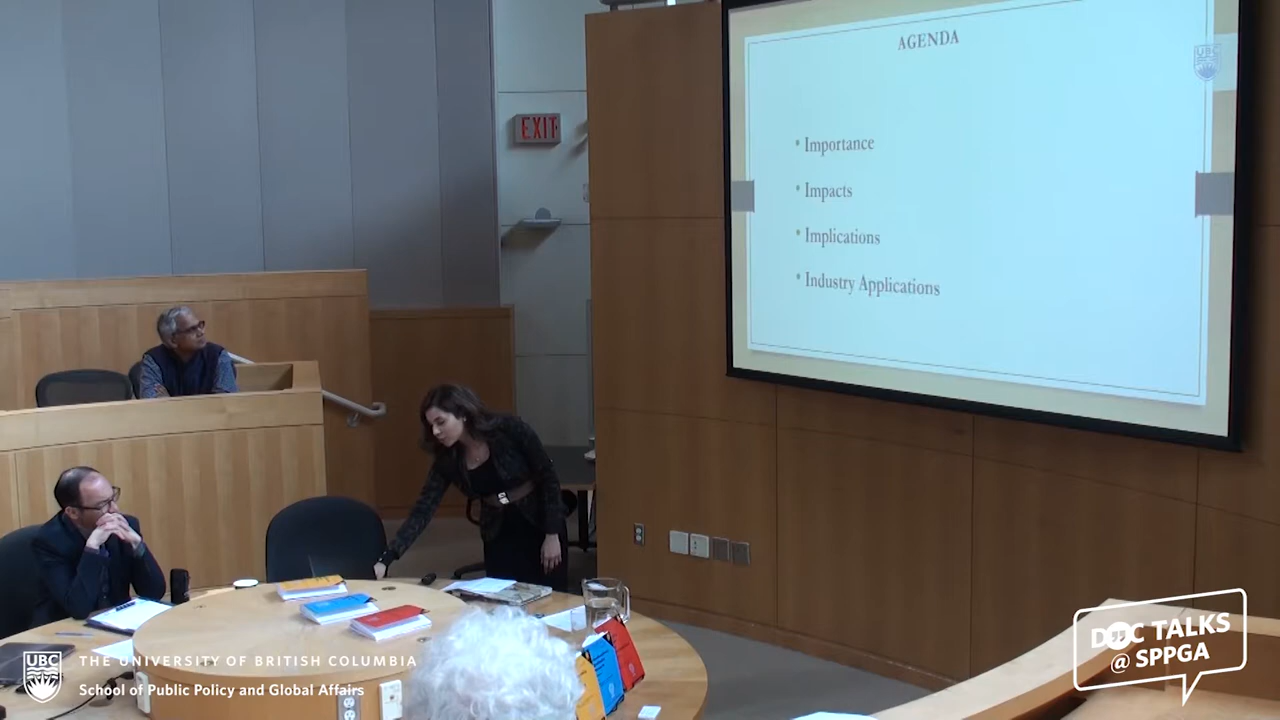 AGENDA
UBC
• Importance
• Impacts
• Implications
• Industry Applications
EXIT
UBC
THE UNIVERSITY OF BRITISH COLUMBIA
School of Public Policy and Global Affairs
DOC TALKS
@ SPPGA